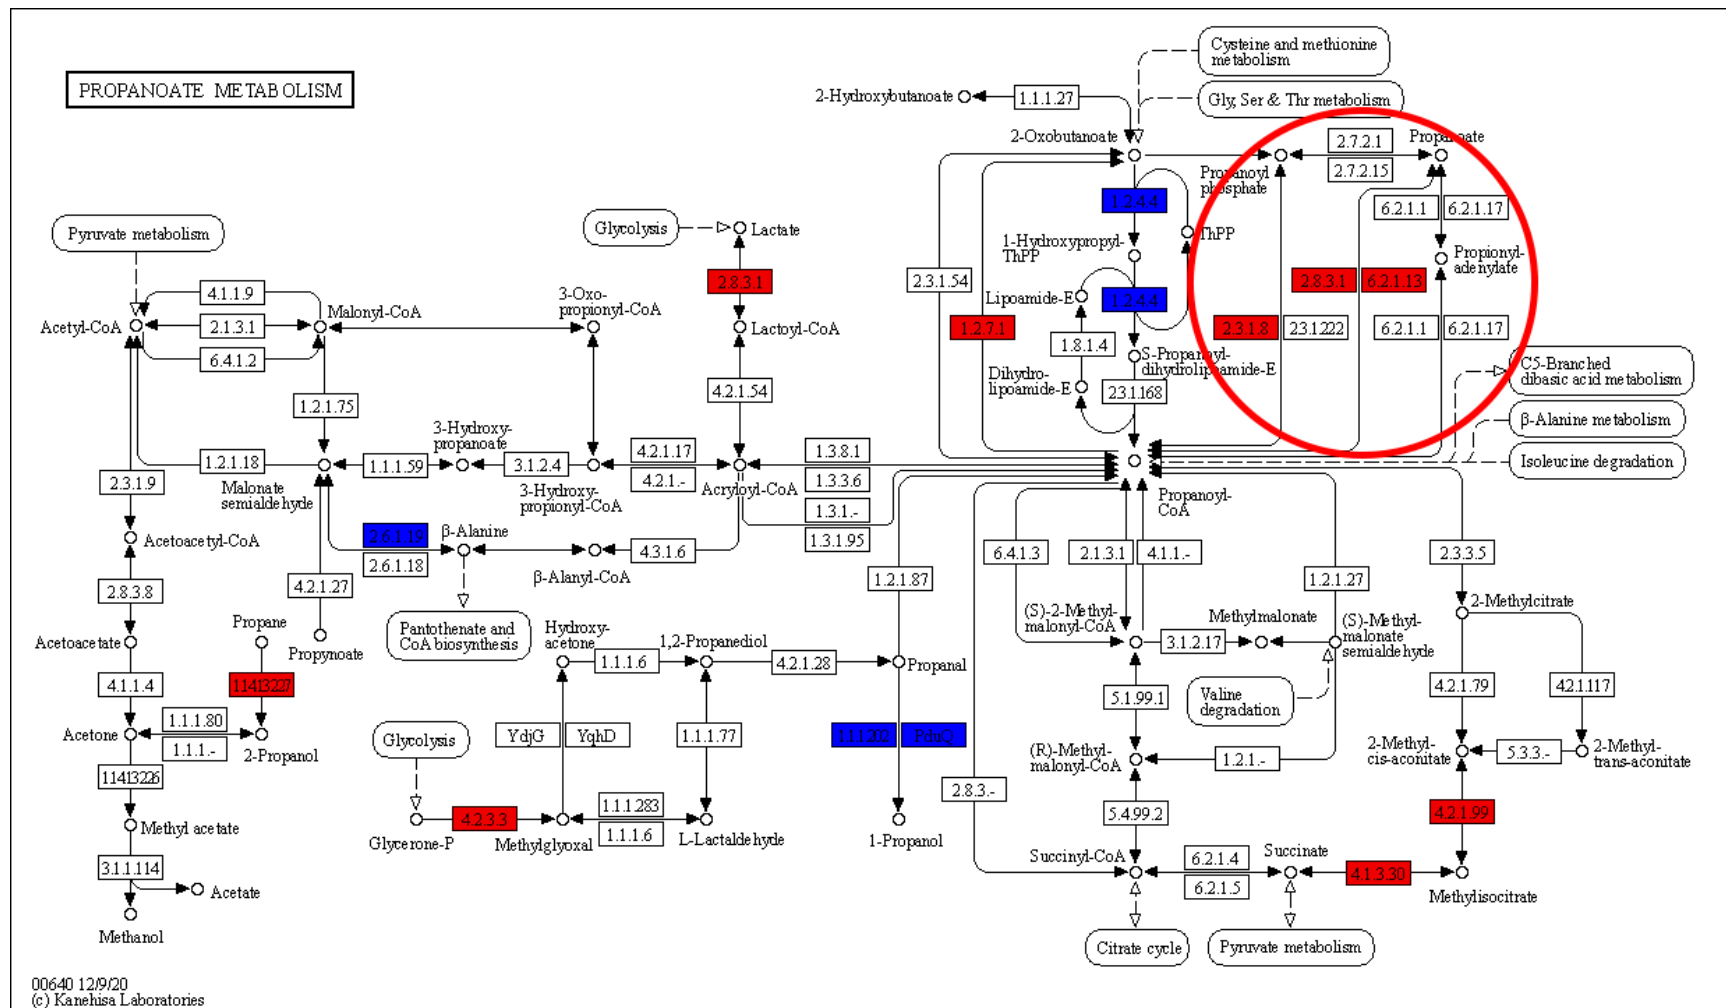 PROPANOATE METABOLISM
Cysteine and methionine
metabolism
Gly, Ser & Thr metabolism
2-Hydroxybutanoate
1.1.1.27
2-Oxobutanoate
Propanoyl
phosphate
2.7.2.1
2.7.2.15
Propanoate
1.2.4.4
ThPP
6.2.1.1
6.2.1.17
1-Hydroxypropyl-
ThPP
Propionyl-
adenylate
2.3.1.54
2.8.3.1
6.2.1.13
Lipoamide-E
1.2.4.4
1.2.7.1
2.3.1.8
2.3.1.222
6.2.1.1
6.2.1.17
1.8.1.4
S-Propanoyl-
dihydrolipoamide-E
Dihydro-
lipoamide-E
2.3.1.168
C5-Branched
dibasic acid metabolism
β-Alanine metabolism
Isoleucine degradation
Pyruvate metabolism
Glycolysis
Lactate
2.8.3.1
Lactoyl-CoA
4.2.1.54
4.1.1.9
Acetyl-CoA
2.1.3.1
Malonyl-CoA
6.4.1.2
3-Oxo-
propionyl-CoA
1.2.1.75
3-Hydroxy-
propanoate
1.2.1.18
1.1.1.59
3.1.2.4
4.2.1.17
4.2.1.-
1.3.8.1
1.3.3.6
1.3.1.-
1.3.1.95
Malonate
semialdehyde
3-Hydroxy-
propionyl-CoA
Acryloyl-CoA
Propanoyl-
CoA
2.3.1.9
Acetoacetyl-CoA
2.6.1.19
2.6.1.18
β-Alanine
4.3.1.6
β-Alanyl-CoA
2.8.3.8
4.2.1.27
1.2.1.87
6.4.1.3
2.1.3.1
4.1.1.-
1.2.1.27
2.3.3.5
Pantothenate and
CoA biosynthesis
Acetoacetate
Propane
Propynoate
Hydroxy-
acetone
1.1.1.6
1,2-Propanediol
4.2.1.28
Propanal
(S)-2-Methyl-
malonyl-CoA
3.1.2.17
Methylmalonate
(S)-Methyl-
malonate
semialdehyde
2-Methylcitrate
4.1.1.4
1.14.13.227
5.1.99.1
Valine
degradation
4.2.1.79
4.2.1.117
Acetone
1.1.1.80
1.1.1.-
2-Propanol
Glycolysis
YdjG
YqhD
1.1.1.77
1.1.1.202
PduQ
(R)-Methyl-
malonyl-CoA
1.2.1.-
2-Methyl-
cis-aconitate
5.3.3.-
2-Methyl-
trans-aconitate
1.14.13.226
2.8.3.-
Methyl acetate
Glycerone-P
4.2.3.3
Methylglyoxal
1.1.1.283
1.1.1.6
L-Lactaldehyde
1-Propanol
5.4.99.2
4.2.1.99
3.1.1.114
Acetate
Methanol
Succinyl-CoA
6.2.1.4
6.2.1.5
Succinate
4.1.3.30
Methylisocitrate
Citrate cycle
Pyruvate metabolism
00640 12/9/20
(c) Kanehisa Laboratories